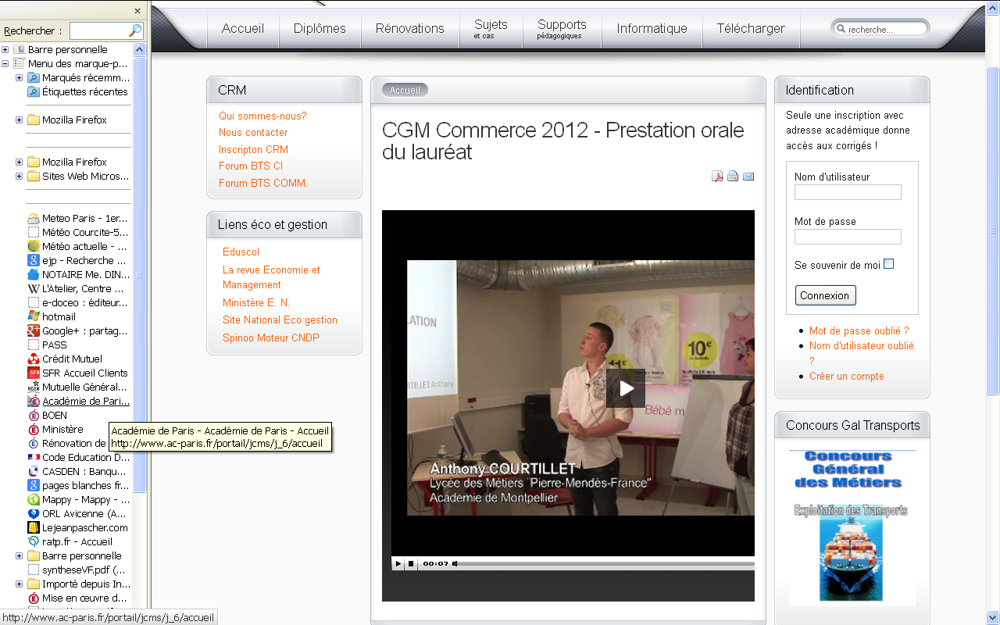 Rechercher :
Barre personnelle
Menu des marque-p...
Marqués récemm...
Étiquettes récentes
Mozilla Firefox
Mozilla Firefox
Sites Web Micros...
Meteo Paris - 1er...
Météo Courcite-5...
Météo actuelle - ...
ejp - Recherche ...
NOTAIRE Me. DIN...
L'Atelier, Centre ...
e-doceo : éditeur...
hotmail
Google+ : partag...
PASS
Crédit Mutuel
SFR Accueil Clients
Mutuelle Général...
Académie de Pari...
BOEN
Ministère
Rénovation de
Code Education D...
CASDEN : Banqu...
pages blanches fr...
Mappy - Mappy - ...
ORL Avicenne (A...
Lejeanpascher.com
ratp.fr - Accueil
Barre personnelle
syntheseVF.pdf (...
Importé depuis In...
Mise en œuvre d...
Académie de Paris - Académie de Paris - Accueil
http://www.ac-paris.fr/portail/jcms/j_6/accueil
http://www.ac-paris.fr/portail/jcms/j_6/accueil
Accueil
Diplômes
Rénovations
Sujets
et cas
Supports
pédagogiques
Informatique
Télécharger
recherche...
CRM
Qui sommes-nous?
Nous contacter
Inscripton CRM
Forum BTS CI
Forum BTS COMM.
Liens éco et gestion
Eduscol
La revue Economie et
Management
Ministère E. N.
Site National Eco gestion
Spinoo Moteur CNDP
Accueil
CGM Commerce 2012 - Prestation orale
du lauréat
LATION
RTILLET Anthony
10€
11€
Bébé m
Anthony COURTILLET
Lycée des Métiers "Pierre-Mendès-France"
Académie de Montpellier
00:07
Identification
Seule une inscription avec
adresse académique donne
accès aux corrigés !
Nom d'utilisateur
Mot de passe
Se souvenir de moi
Connexion
Mot de passe oublié ?
Nom d'utilisateur oublié
?
Créer un compte
Concours Gal Transports
Concours
Général
des Métiers
Exploitation des Transports